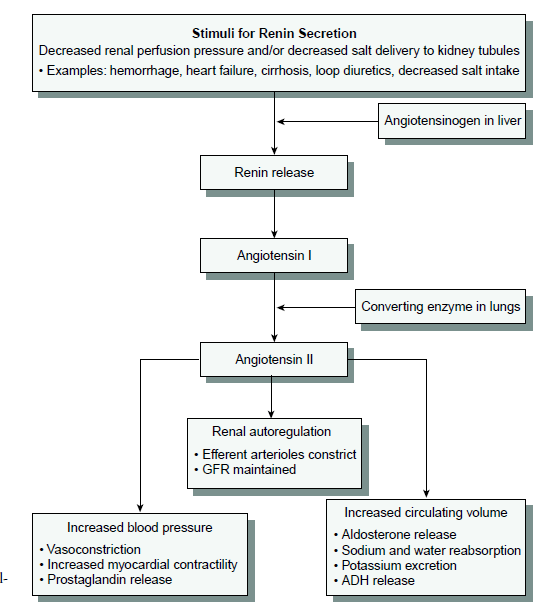 Stimuli for Renin Secretion
Decreased renal perfusion pressure and/or decreased salt delivery to kidney tubules
• Examples: hemorrhage, heart failure, cirrhosis, loop diuretics, decreased salt intake
Angiotensinogen in liver
Renin release
Angiotensin I
Converting enzyme in lungs
Angiotensin II
Renal autoregulation
• Efferent arterioles constrict
• GFR maintained
Increased blood pressure
• Vasoconstriction
• Increased myocardial contractility
• Prostaglandin release
Increased circulating volume
• Aldosterone release
• Sodium and water reabsorption
• Potassium excretion
• ADH release